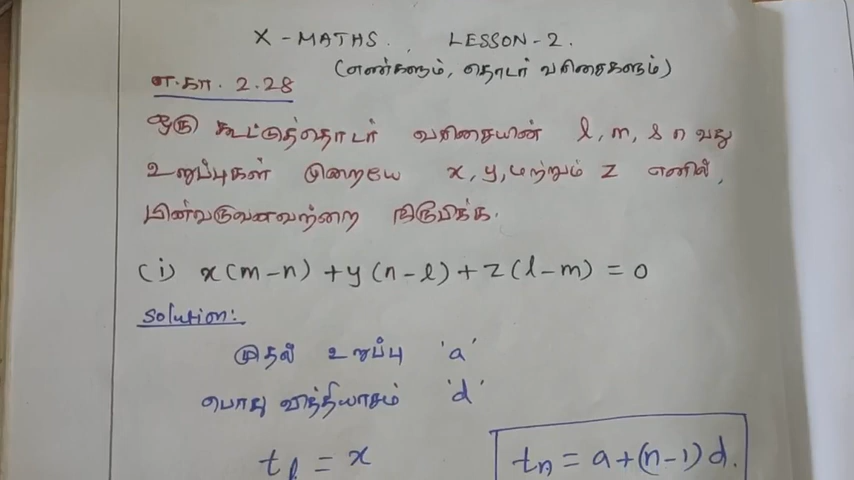 X - MATHS. LESSON - 2.
(எண்களும், தொடர் வரிசைகளும்)
எ.கா. 2.28
ஒரு கூட்டுத்தொடர் வரிசையின் l, m, & n வது
உறுப்புகள் முறையே x, y, மற்றும் z எனில்,
பின்வருவனவற்றை நிரூபிக்க.
(i) x(m-n) + y(n-l) + z(l-m) = 0
Solution:-
முதல் உறுப்பு 'a'
பொது வித்தியாசம் 'd'
t_l = x
t_n = a+(n-1)d.